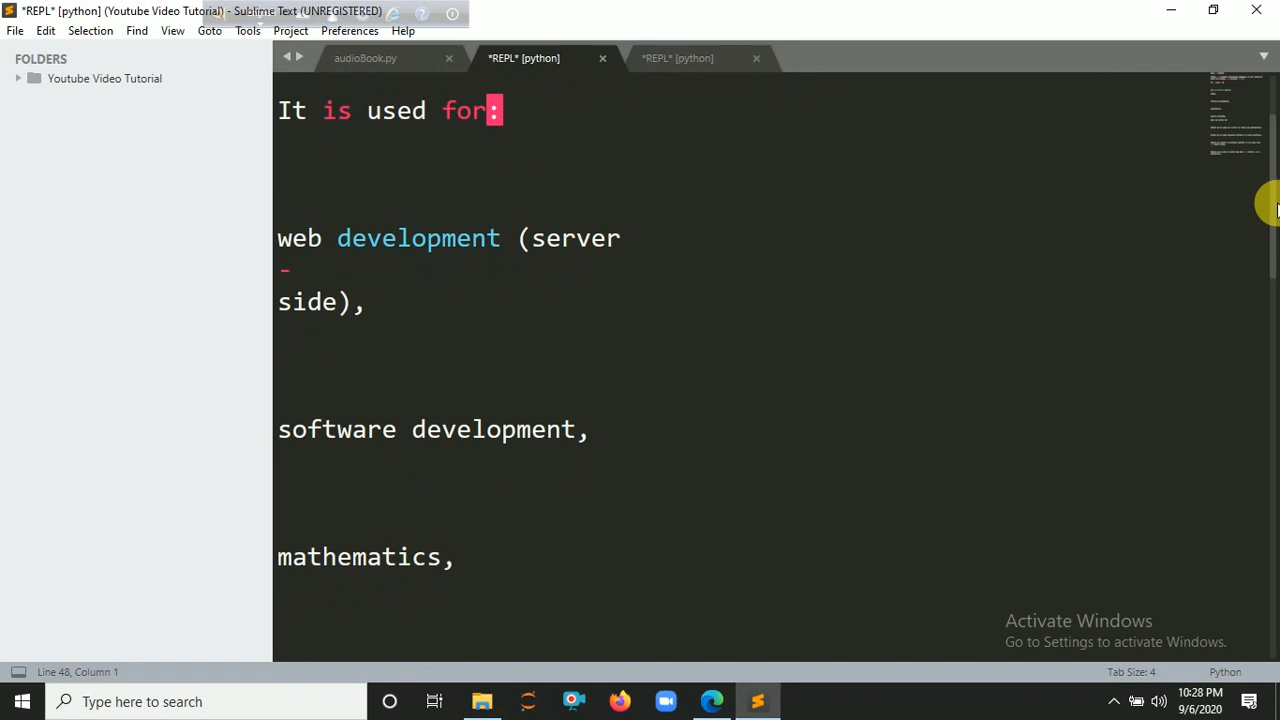 *REPL* [python] (Youtube Video Tutorial) - Sublime Text (UNREGISTERED)
File Edit Selection Find View Goto Tools Project Preferences Help
FOLDERS
Youtube Video Tutorial
audioBook.py
*REPL* [python]
*REPL* [python]
It is used for:
web development (server
-
side),
software development,
mathematics,
Activate Windows
Go to Settings to activate Windows.
Line 48, Column 1
Tab Size: 4
Python
Type here to search
10:28 PM
9/6/2020